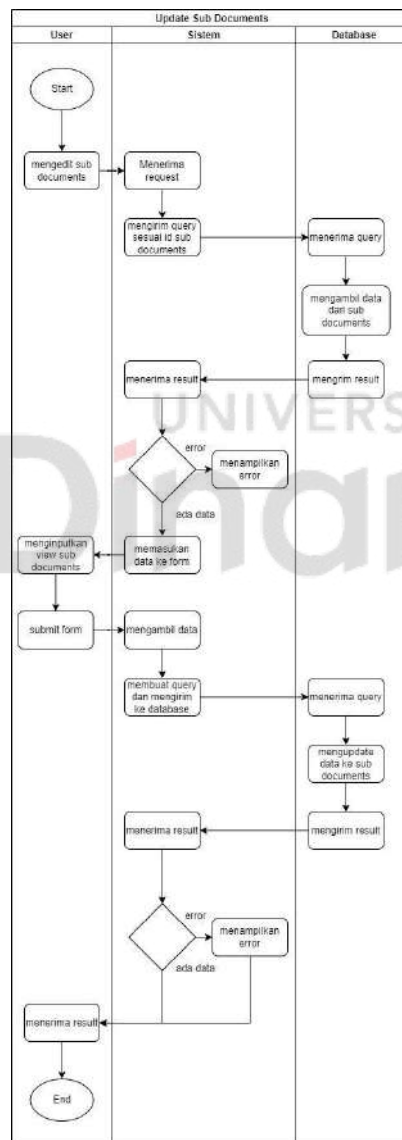 Update Sub Documents
User
Sistem
Database
Start
mengedit sub
documents
Menerima
request
mengirim query
sesuai id sub
documents
menerima query
mengambil data
dari sub
documents
mengrim result
menerima result
UNIVERS
Dinar
error
menampilkan
error
ada data
memasukan
data ke form
menginputkan
view sub
documents
submit form
mengambil data
membuat query
dan mengirim
ke database
menerima query
mengupdate
data ke sub
documents
mengirim result
menerima result
error
menampilkan
error
ada data
menerima result
End